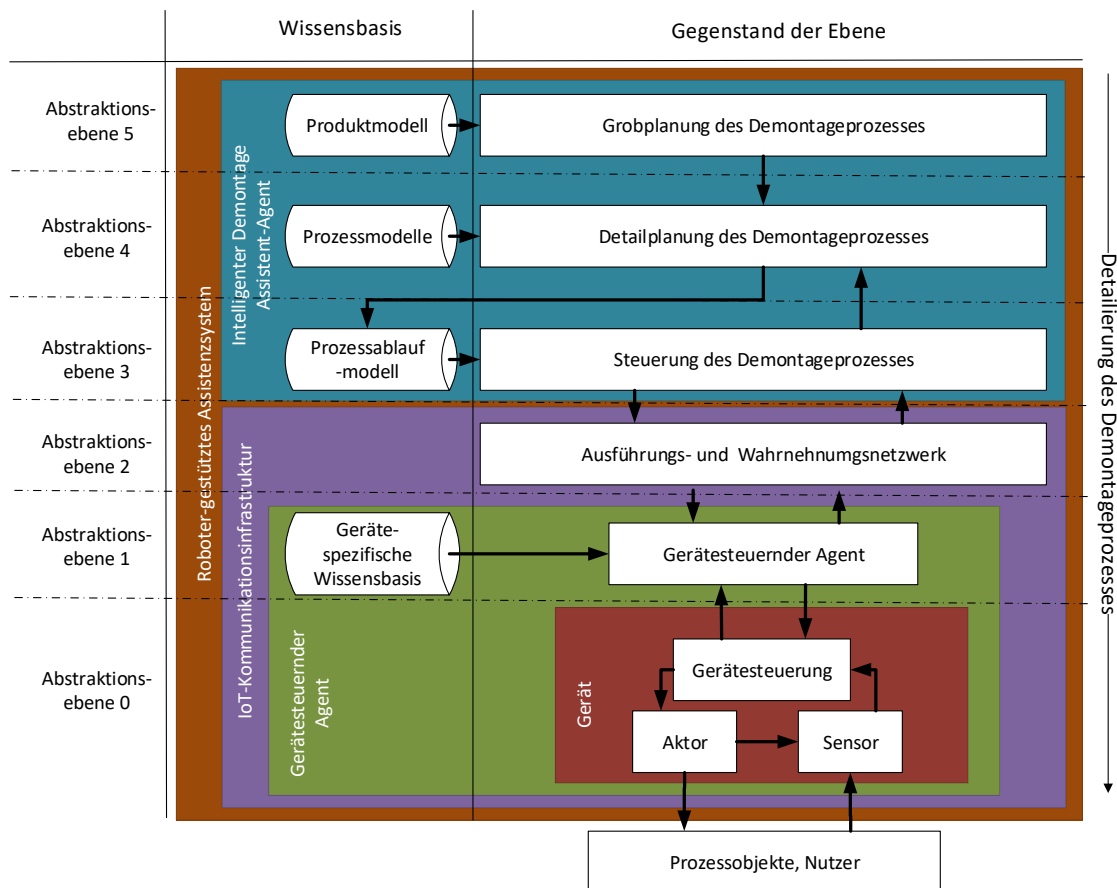 Wissensbasis
Gegenstand der Ebene
Abstraktions-
ebene 5
Produktmodell
Grobplanung des Demontageprozesses
Abstraktions-
ebene 4
Prozessmodelle
Detailplanung des Demontageprozesses
Abstraktions-
ebene 3
Prozessablauf
-modell
Steuerung des Demontageprozesses
Abstraktions-
ebene 2
Ausführungs- und Wahrnehnumgsnetzwerk
Abstraktions-
ebene 1
Geräte-
spezifische
Wissensbasis
Gerätesteuernder Agent
Abstraktions-
ebene 0
Gerätesteuerung
Aktor
Sensor
Prozessobjekte, Nutzer
Roboter-gestütztes Assistenzsystem
Intelligenter Demontage
Assistent-Agent
IoT-Kommunikationsinfrastruktur
Gerätesteuernder
Agent
Gerät
Detailierung des Demontageprozesses